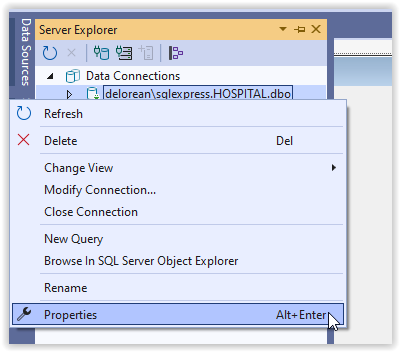 Data Sources
Server Explorer
Data Connections
delorean\sqlexpress.HOSPITAL.dbo
Refresh
Delete Del
Change View
Modify Connection...
Close Connection
New Query
Browse In SQL Server Object Explorer
Rename
Properties Alt+Enter